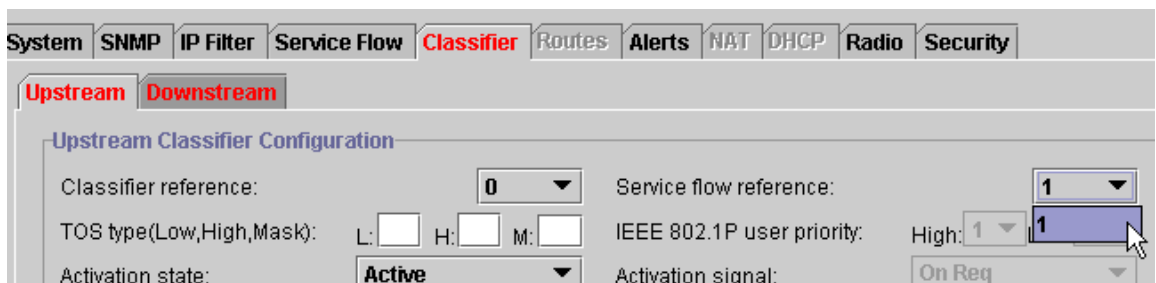 System SNMP IP Filter Service Flow Classifier Routes Alerts NAT DHCP Radio Security
Upstream Downstream
Upstream Classifier Configuration
Classifier reference: 0 Service flow reference: 1
1
TOS type(Low,High,Mask): L: H: M: IEEE 802.1P user priority: High: 1
Activation state: Active Activation signal: On Req